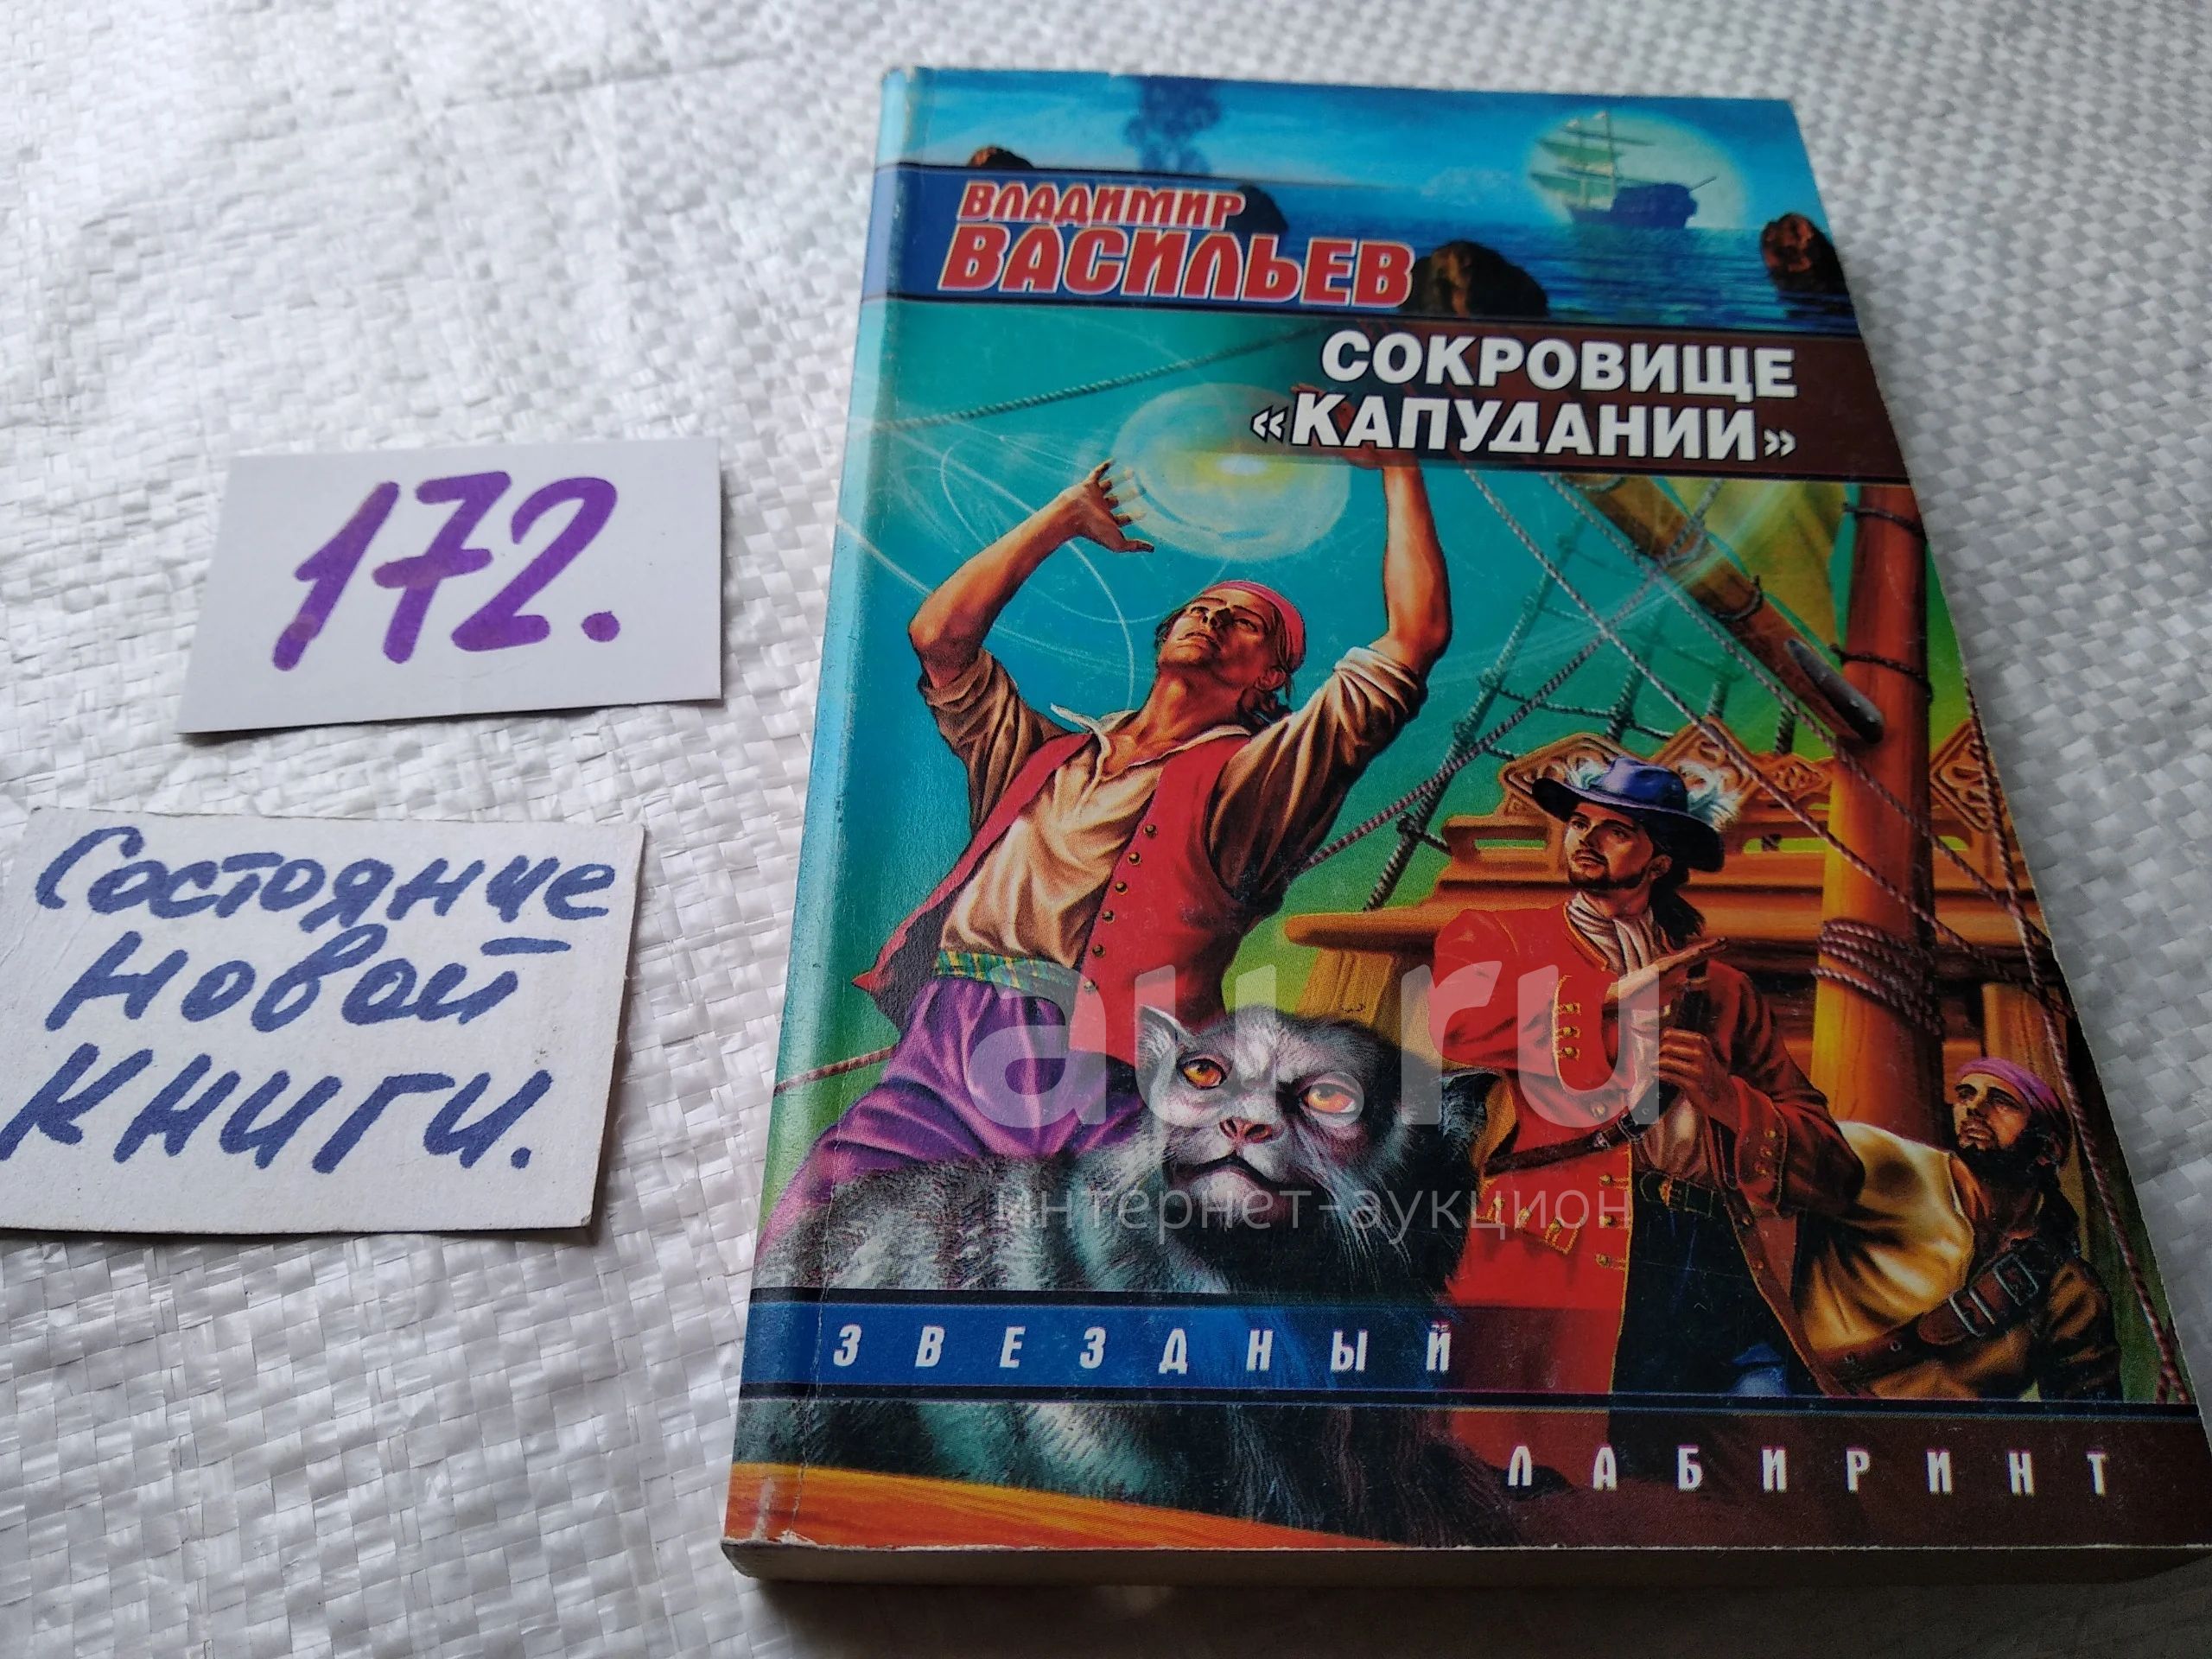 172.
Состояние
новой
книги.
ВЛАДИМИР
ВАСИЛЬЕВ
СОКРОВИЩЕ
«КАПУДАНИИ»
au.ru
интернет-аукцион
ЗВЕЗДНЫЙ
ЛАБИРИНТ